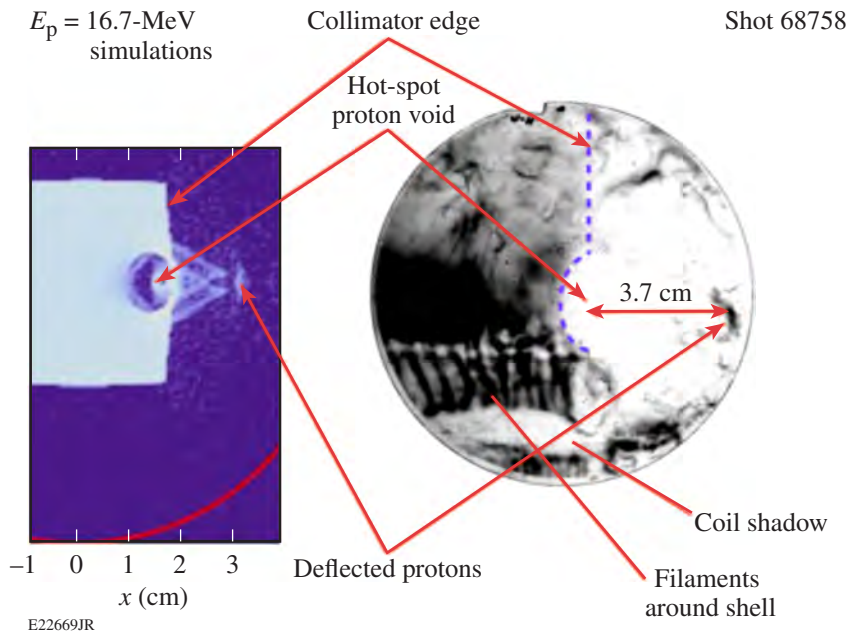 E_p = 16.7-MeV
simulations
Collimator edge
Shot 68758
Hot-spot
proton void
3.7 cm
Coil shadow
Deflected protons
Filaments
around shell
–1 0 1 2 3
x (cm)
E22669JR